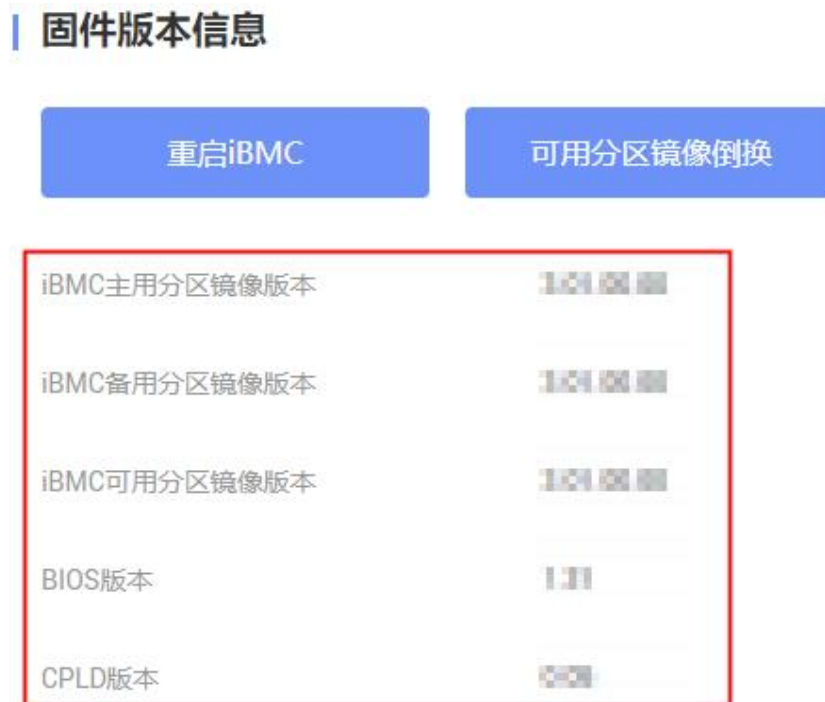 固件版本信息
重启iBMC 可用分区镜像倒换
iBMC主用分区镜像版本
iBMC备用分区镜像版本
iBMC可用分区镜像版本
BIOS版本
CPLD版本